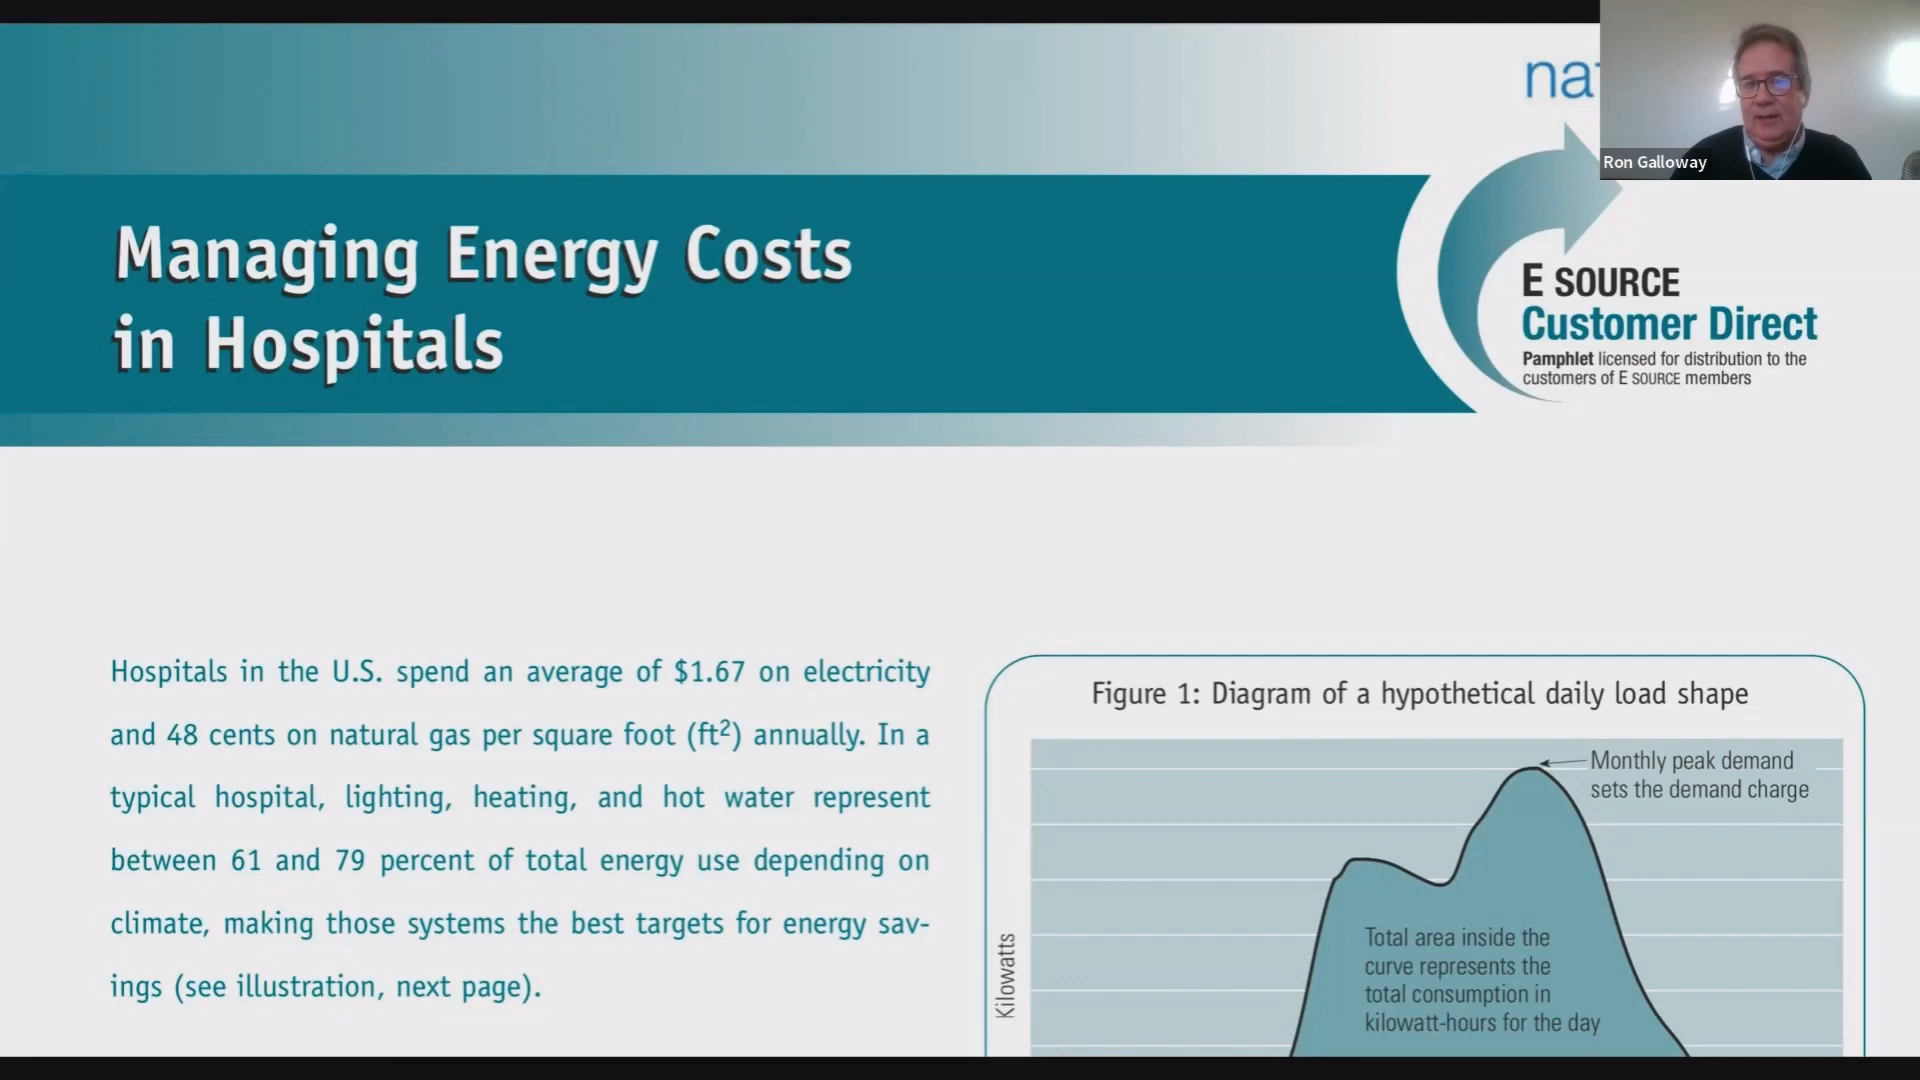 na
Ron Galloway
Managing Energy Costs
in Hospitals
E SOURCE
Customer Direct
Pamphlet licensed for distribution to the
customers of E SOURCE members
Hospitals in the U.S. spend an average of $1.67 on electricity
and 48 cents on natural gas per square foot (ft²) annually. In a
typical hospital, lighting, heating, and hot water represent
between 61 and 79 percent of total energy use depending on
climate, making those systems the best targets for energy sav-
ings (see illustration, next page).
Figure 1: Diagram of a hypothetical daily load shape
Monthly peak demand
sets the demand charge
Total area inside the
curve represents the
total consumption in
kilowatt-hours for the day
Kilowatts